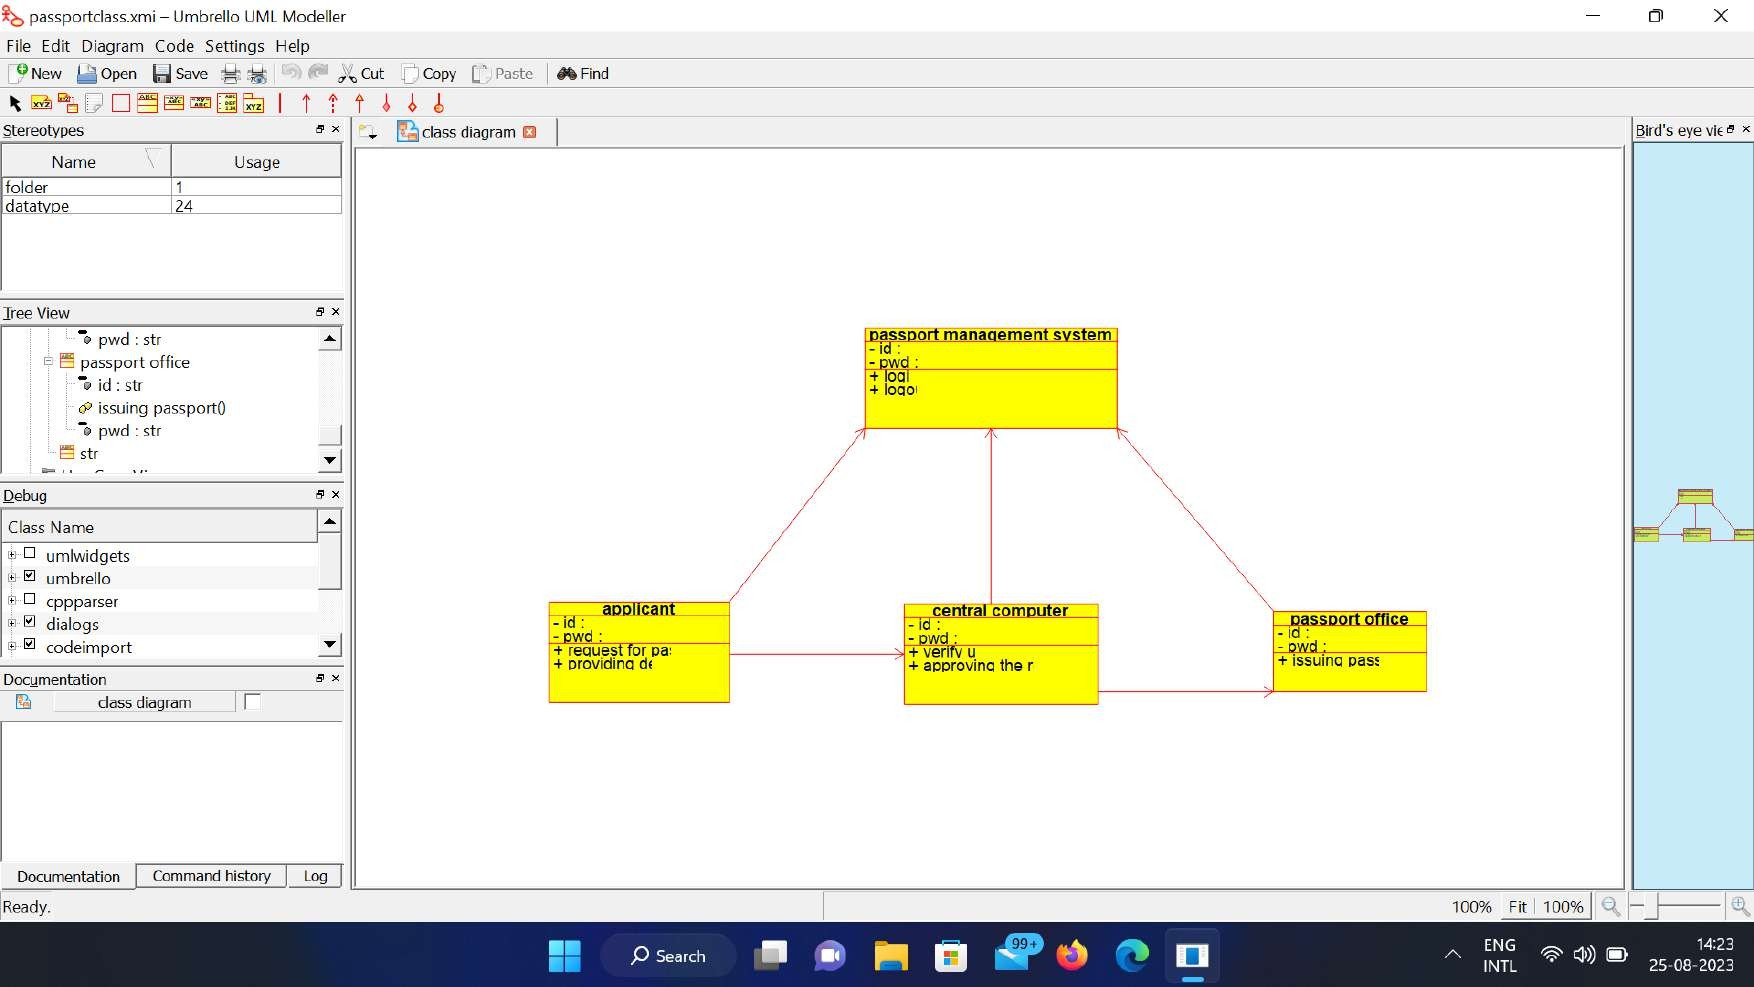 passportclass.xmi – Umbrello UML Modeller
File Edit Diagram Code Settings Help
New Open Save Cut Copy Paste Find
Stereotypes
Name Usage
folder 1
datatype 24
Tree View
pwd : str
passport office
id : str
issuing passport()
pwd : str
str
Debug
Class Name
umlwidgets
umbrello
cppparser
dialogs
codeimport
Documentation
class diagram
Documentation Command history Log
class diagram
passport management system
- id :
- pwd :
+ logi
+ logo
applicant
- id :
- pwd :
+ request for pa
+ providing de
central computer
- id :
- pwd :
+ verify u
+ approving the r
passport office
- id :
- pwd :
+ issuing pass
Bird's eye vie
Ready.
100% Fit 100%
Search
99+
ENG
INTL
14:23
25-08-2023